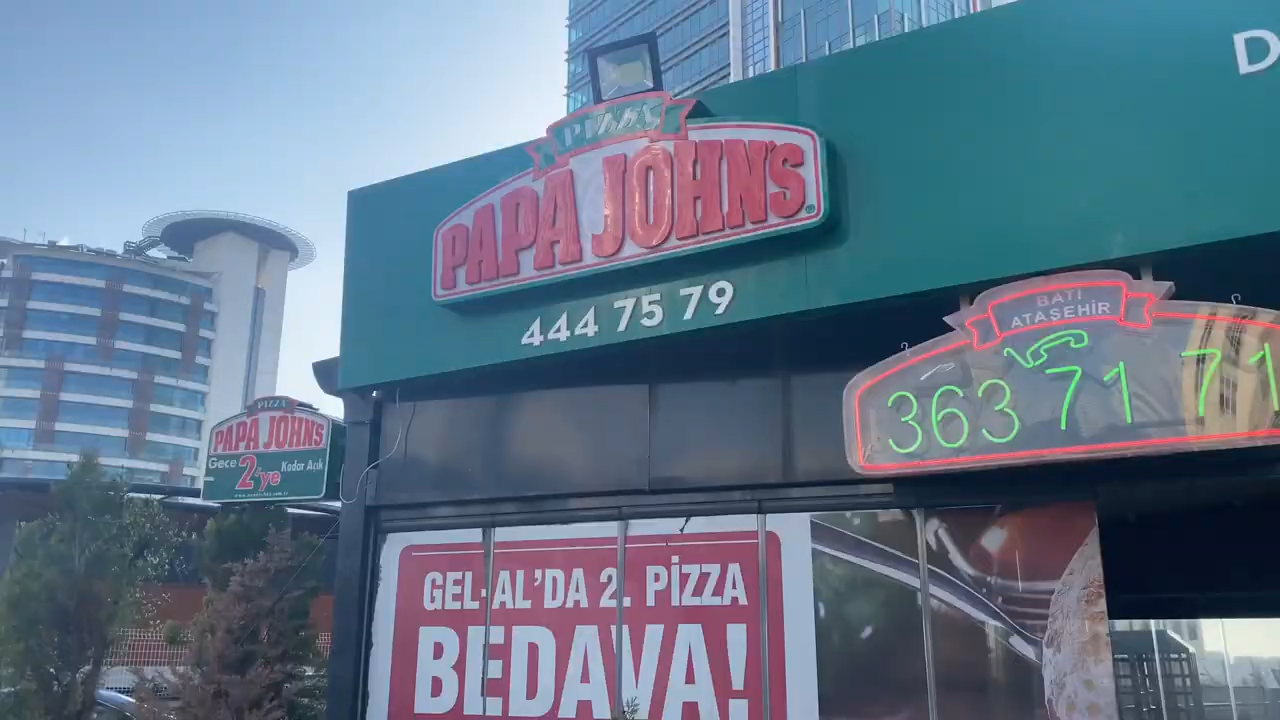 D
PIZZA
PAPA JOHN'S
444 75 79
BATI
ATAŞEHİR
363 71 71
PIZZA
PAPA JOHN'S
Gece 2'ye Kadar Açık
GEL-AL'DA 2. PİZZA
BEDAVA!